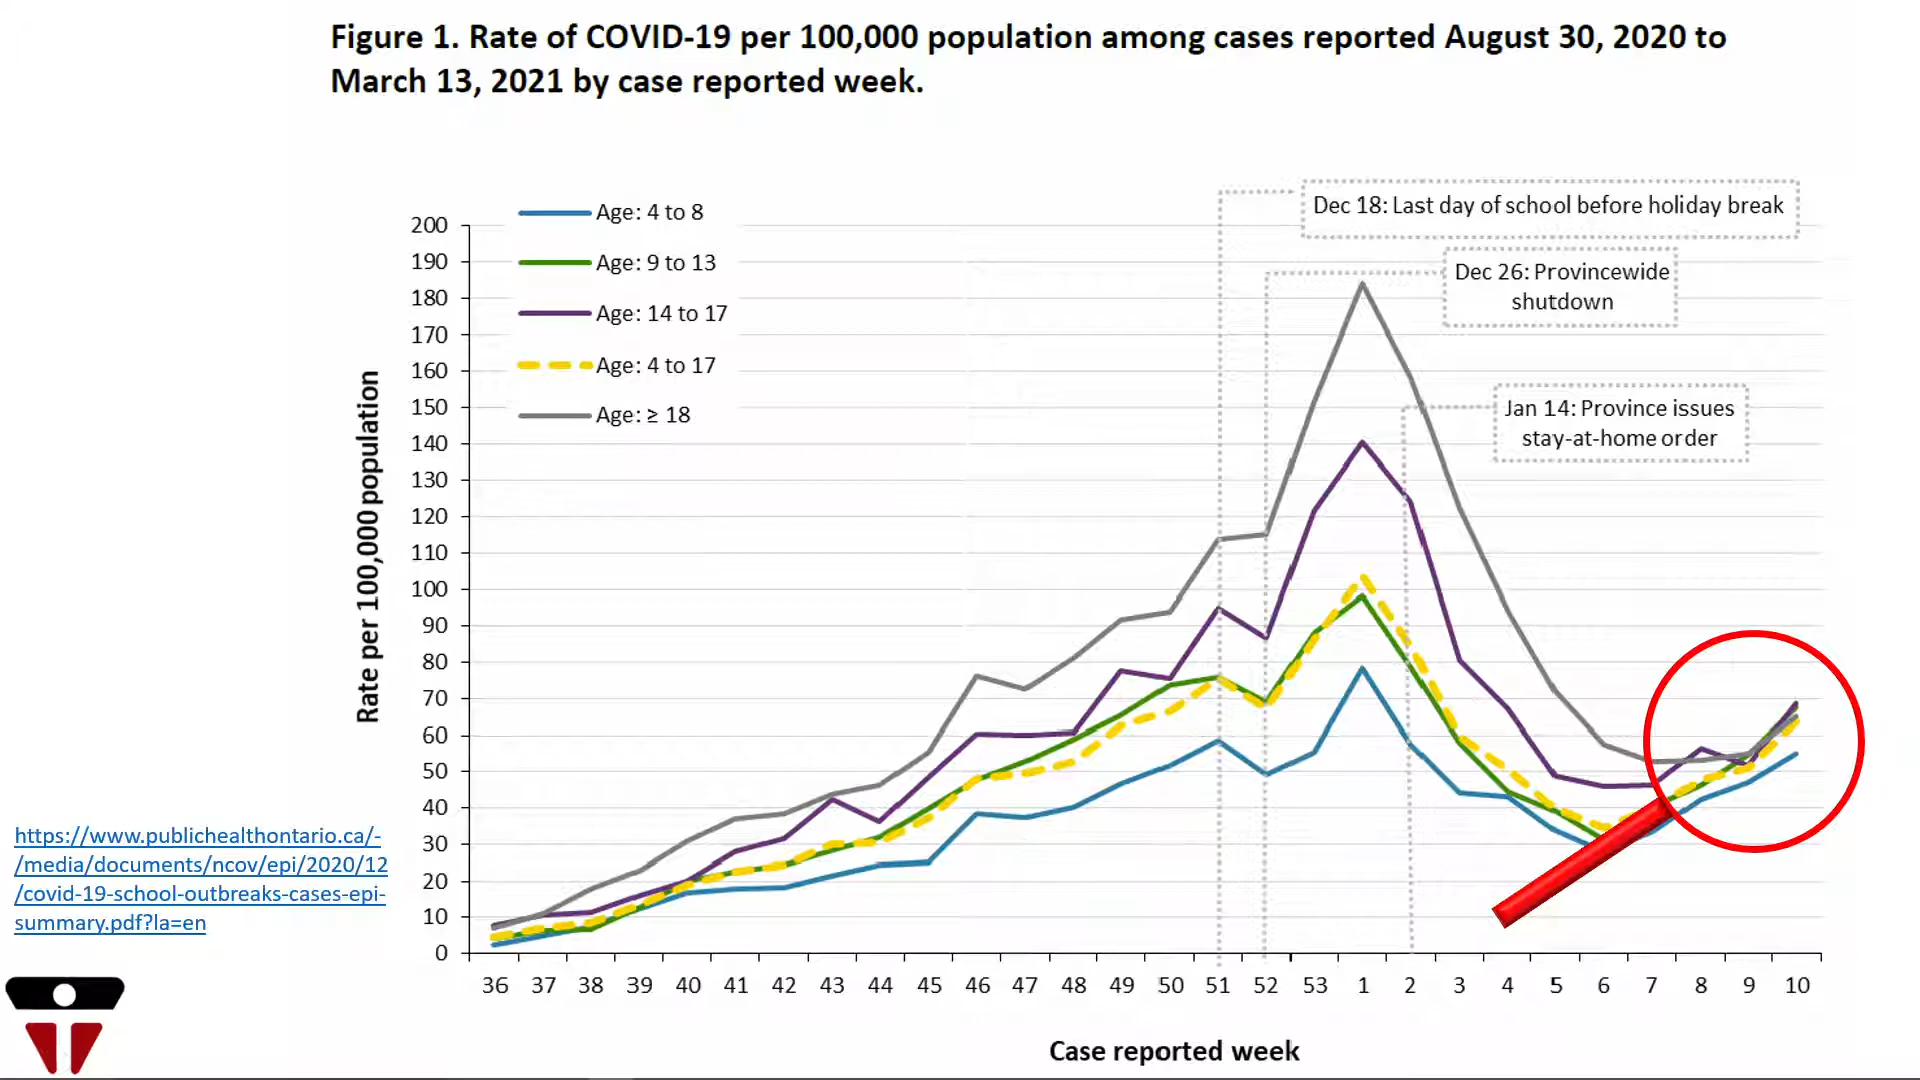 Figure 1. Rate of COVID-19 per 100,000 population among cases reported August 30, 2020 to
March 13, 2021 by case reported week.
Age: 4 to 8
Age: 9 to 13
Age: 14 to 17
Age: 4 to 17
Age: ≥ 18
Dec 18: Last day of school before holiday break
Dec 26: Provincewide
shutdown
Jan 14: Province issues
stay-at-home order
Rate per 100,000 population
200
190
180
170
160
150
140
130
120
110
100
90
80
70
60
50
40
30
20
10
0
36 37 38 39 40 41 42 43 44 45 46 47 48 49 50 51 52 53 1 2 3 4 5 6 7 8 9 10
Case reported week
https://www.publichealthontario.ca/-
/media/documents/ncov/epi/2020/12
/covid-19-school-outbreaks-cases-epi-
summary.pdf?la=en